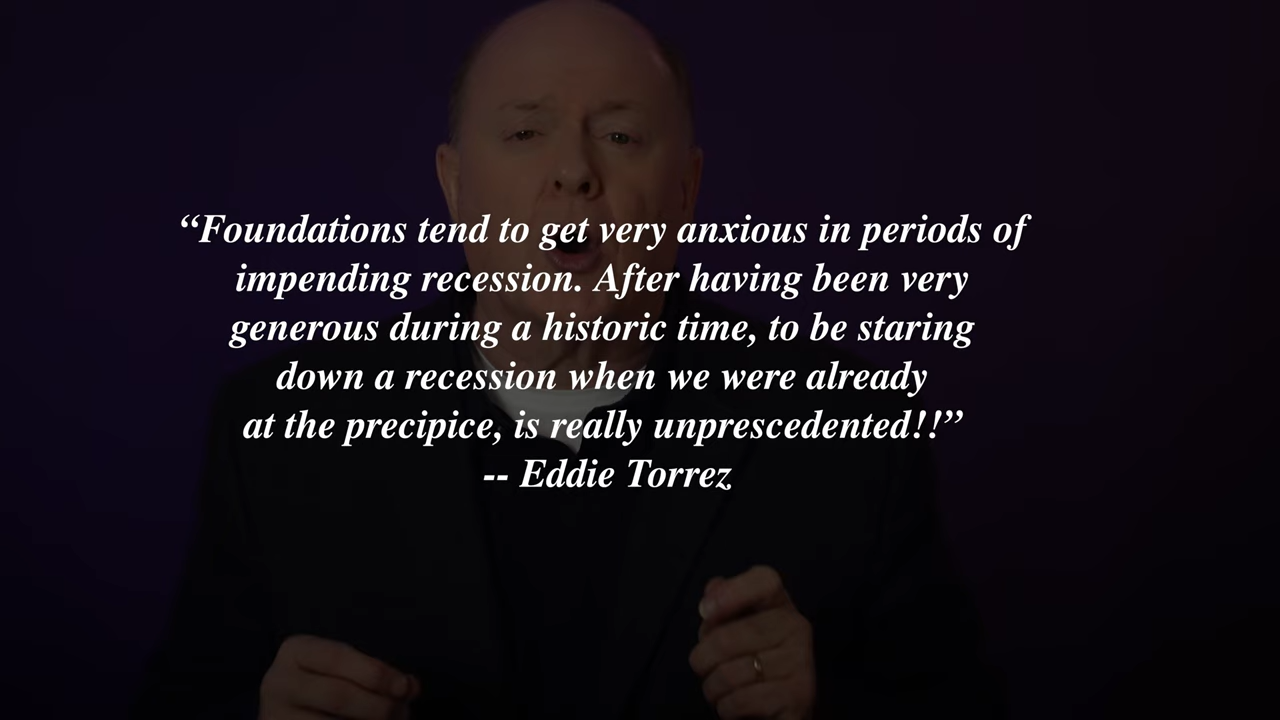 “Foundations tend to get very anxious in periods of
impending recession. After having been very
generous during a historic time, to be staring
down a recession when we were already
at the precipice, is really unprescedented!!”
-- Eddie Torrez